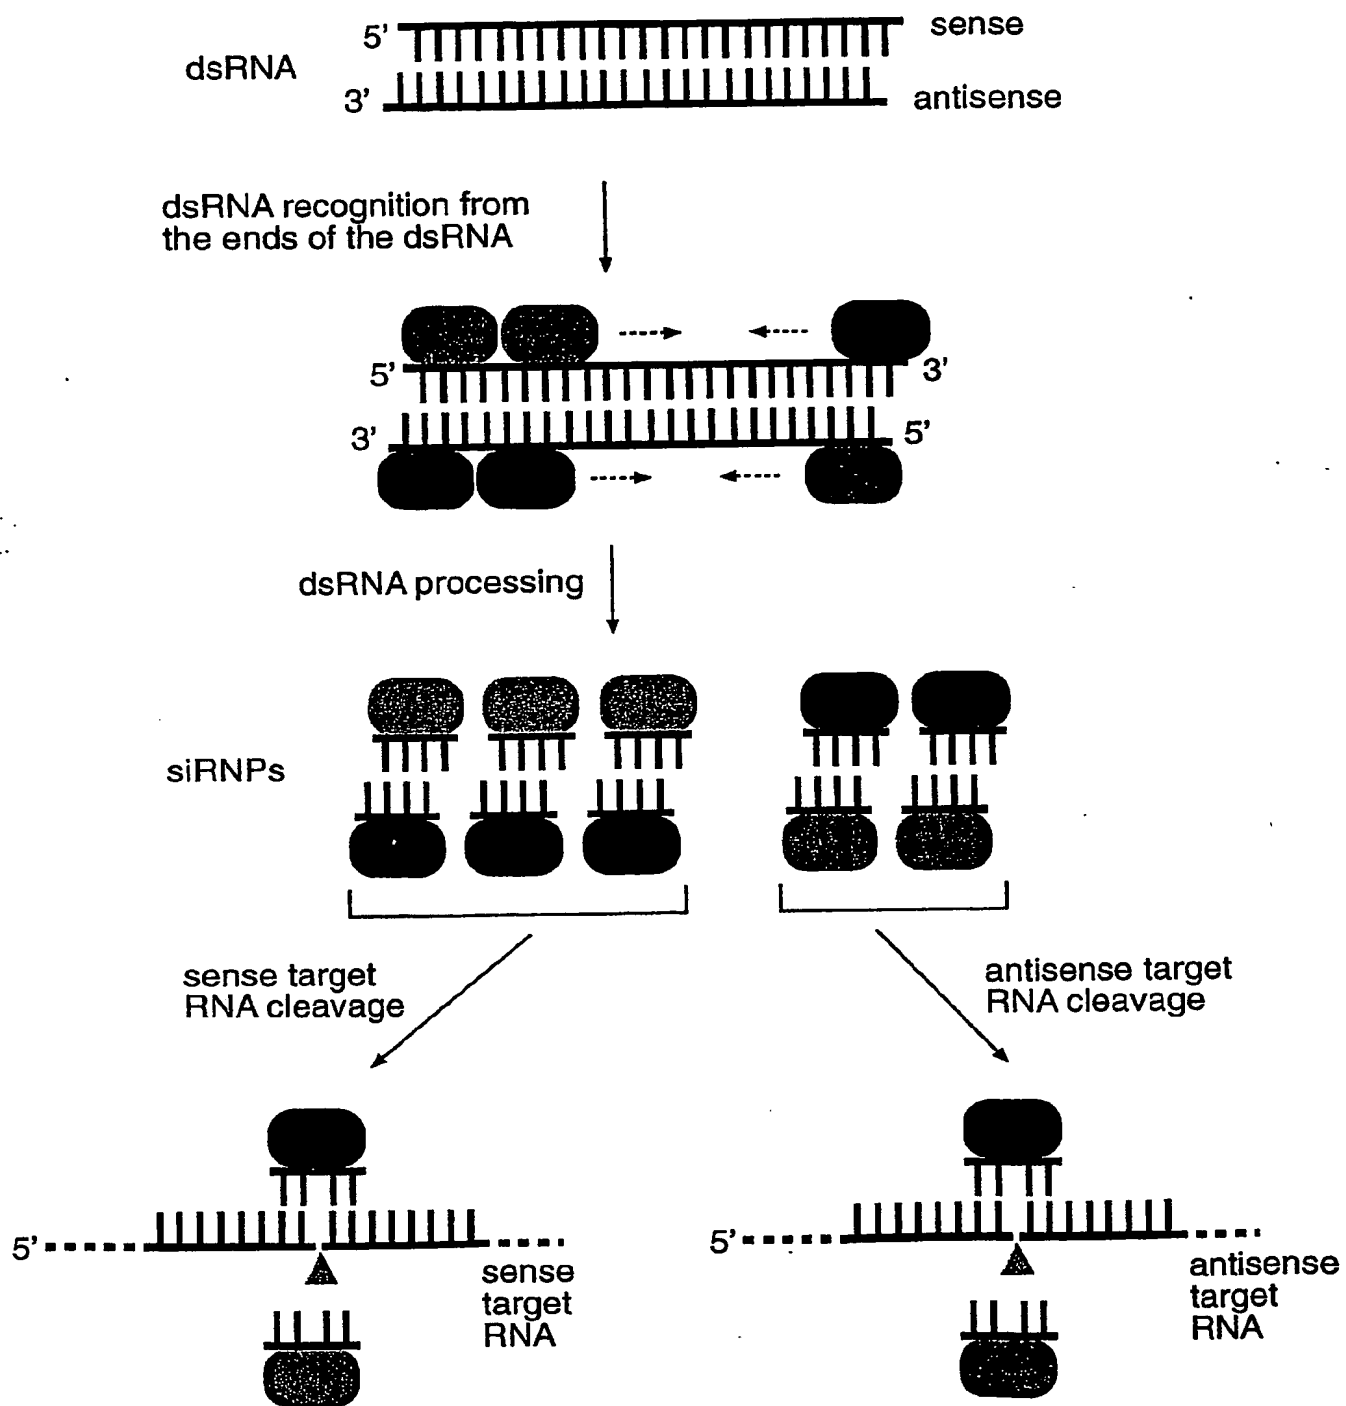 5' sense
dsRNA
3' antisense
dsRNA recognition from
the ends of the dsRNA
5' 3'
3' 5'
dsRNA processing
siRNPs
sense target
RNA cleavage
antisense target
RNA cleavage
5'
sense
target
RNA
5'
antisense
target
RNA